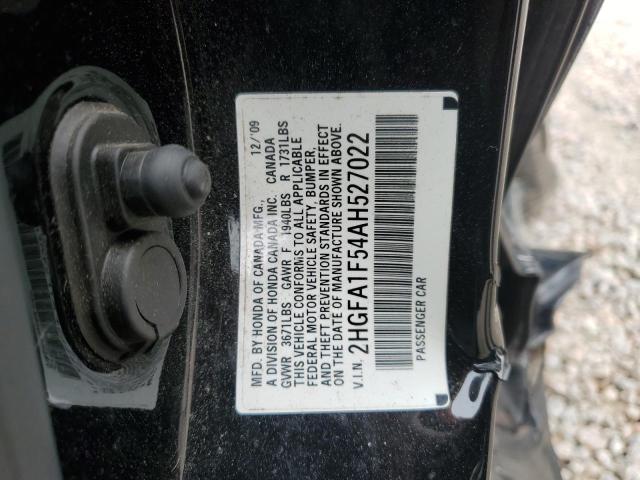 MFD. BY HONDA OF CANADA MFG., 12/'09
A DIVISION OF HONDA CANADA INC. CANADA
GVWR 3671LBS GAWR F 1940LBS R 1731LBS
THIS VEHICLE CONFORMS TO ALL APPLICABLE
FEDERAL MOTOR VEHICLE SAFETY, BUMPER,
AND THEFT PREVENTION STANDARDS IN EFFECT
ON THE DATE OF MANUFACTURE SHOWN ABOVE.
V.I.N. 2HGFA1F54AH527022
PASSENGER CAR